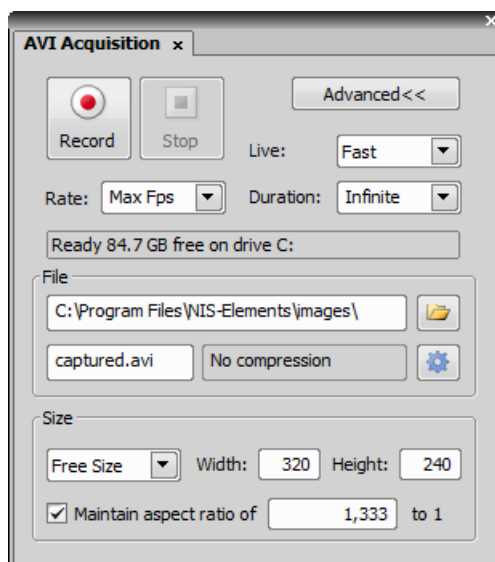 AVI Acquisition x
Advanced<<
Record Stop
Live: Fast
Rate: Max Fps Duration: Infinite
Ready 84.7 GB free on drive C:
File
C:\Program Files\NIS-Elements\images\
captured.avi No compression
Size
Free Size Width: 320 Height: 240
Maintain aspect ratio of 1,333 to 1